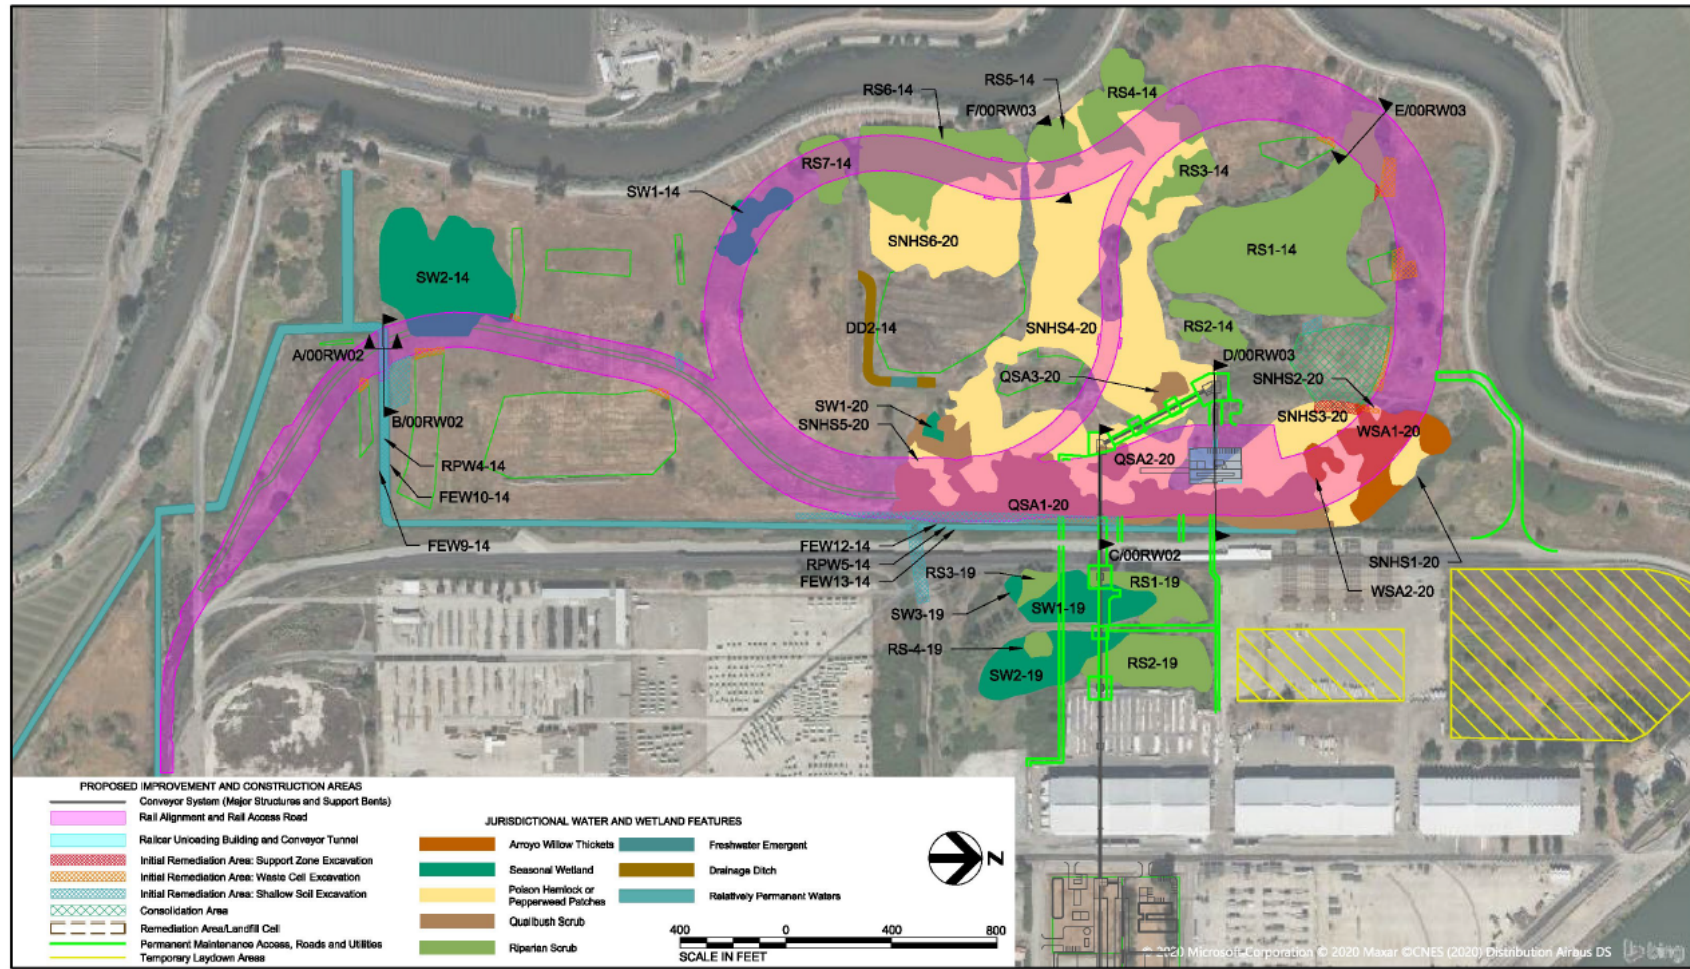 RS5-14
RS6-14
RS4-14
F/00RW03
E/00RW03
RS7-14
RS3-14
SW1-14
SNHS6-20
RS1-14
SW2-14
DD2-14
SNHS4-20
RS2-14
A/00RW02
D/00RW03
QSA3-20
SNHS2-20
SW1-20
SNHS3-20
B/00RW02
SNHS5-20
WSA1-20
RPW4-14
QSA2-20
FEW10-14
QSA1-20
FEW9-14
FEW12-14
C/00RW02
RPW5-14
SNHS1-20
FEW13-14
RS3-19
RS1-19
WSA2-20
SW3-19
SW1-19
RS-4-19
RS2-19
SW2-19
PROPOSED IMPROVEMENT AND CONSTRUCTION AREAS
Conveyor System (Major Structures and Support Bents)
Rail Alignment and Rail Access Road
Railcar Unloading Building and Conveyor Tunnel
Initial Remediation Area: Support Zone Excavation
Initial Remediation Area: Waste Cell Excavation
Initial Remediation Area: Shallow Soil Excavation
Consolidation Area
Remediation Area/Landfill Cell
Permanent Maintenance Access, Roads and Utilities
Temporary Laydown Areas
JURISDICTIONAL WATER AND WETLAND FEATURES
Arroyo Willow Thickets
Seasonal Wetland
Poison Hemlock or
Pepperweed Patches
Quailbush Scrub
Riparian Scrub
Freshwater Emergent
Drainage Ditch
Relatively Permanent Waters
N
400 0 400 800
SCALE IN FEET
© 2020 Microsoft Corporation © 2020 Maxar ©CNES (2020) Distribution Airbus DS
bing